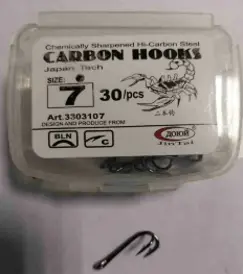 Chemically Sharpened Hi-Carbon Steel
CARBON HOOKS
Japan Tech
SIZE:
7
30/pcs
Art.3303107
DESIGN AND PRODUCE FROM
BLN
C
JinTai